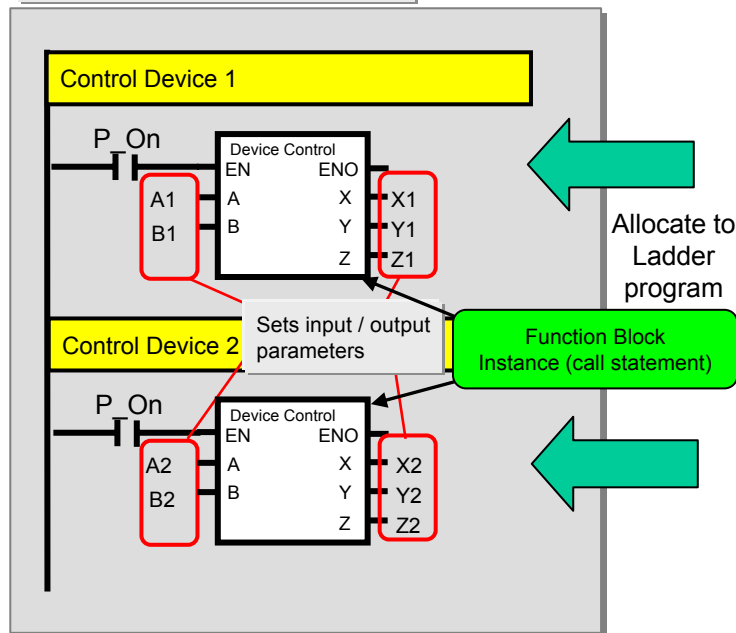 Control Device 1
P_On
Device Control
EN ENO
A1 A X X1
B1 B Y Y1
Z Z1
Allocate to
Ladder
program
Sets input / output
parameters
Function Block
Instance (call statement)
Control Device 2
P_On
Device Control
EN ENO
A2 A X X2
B2 B Y Y2
Z Z2